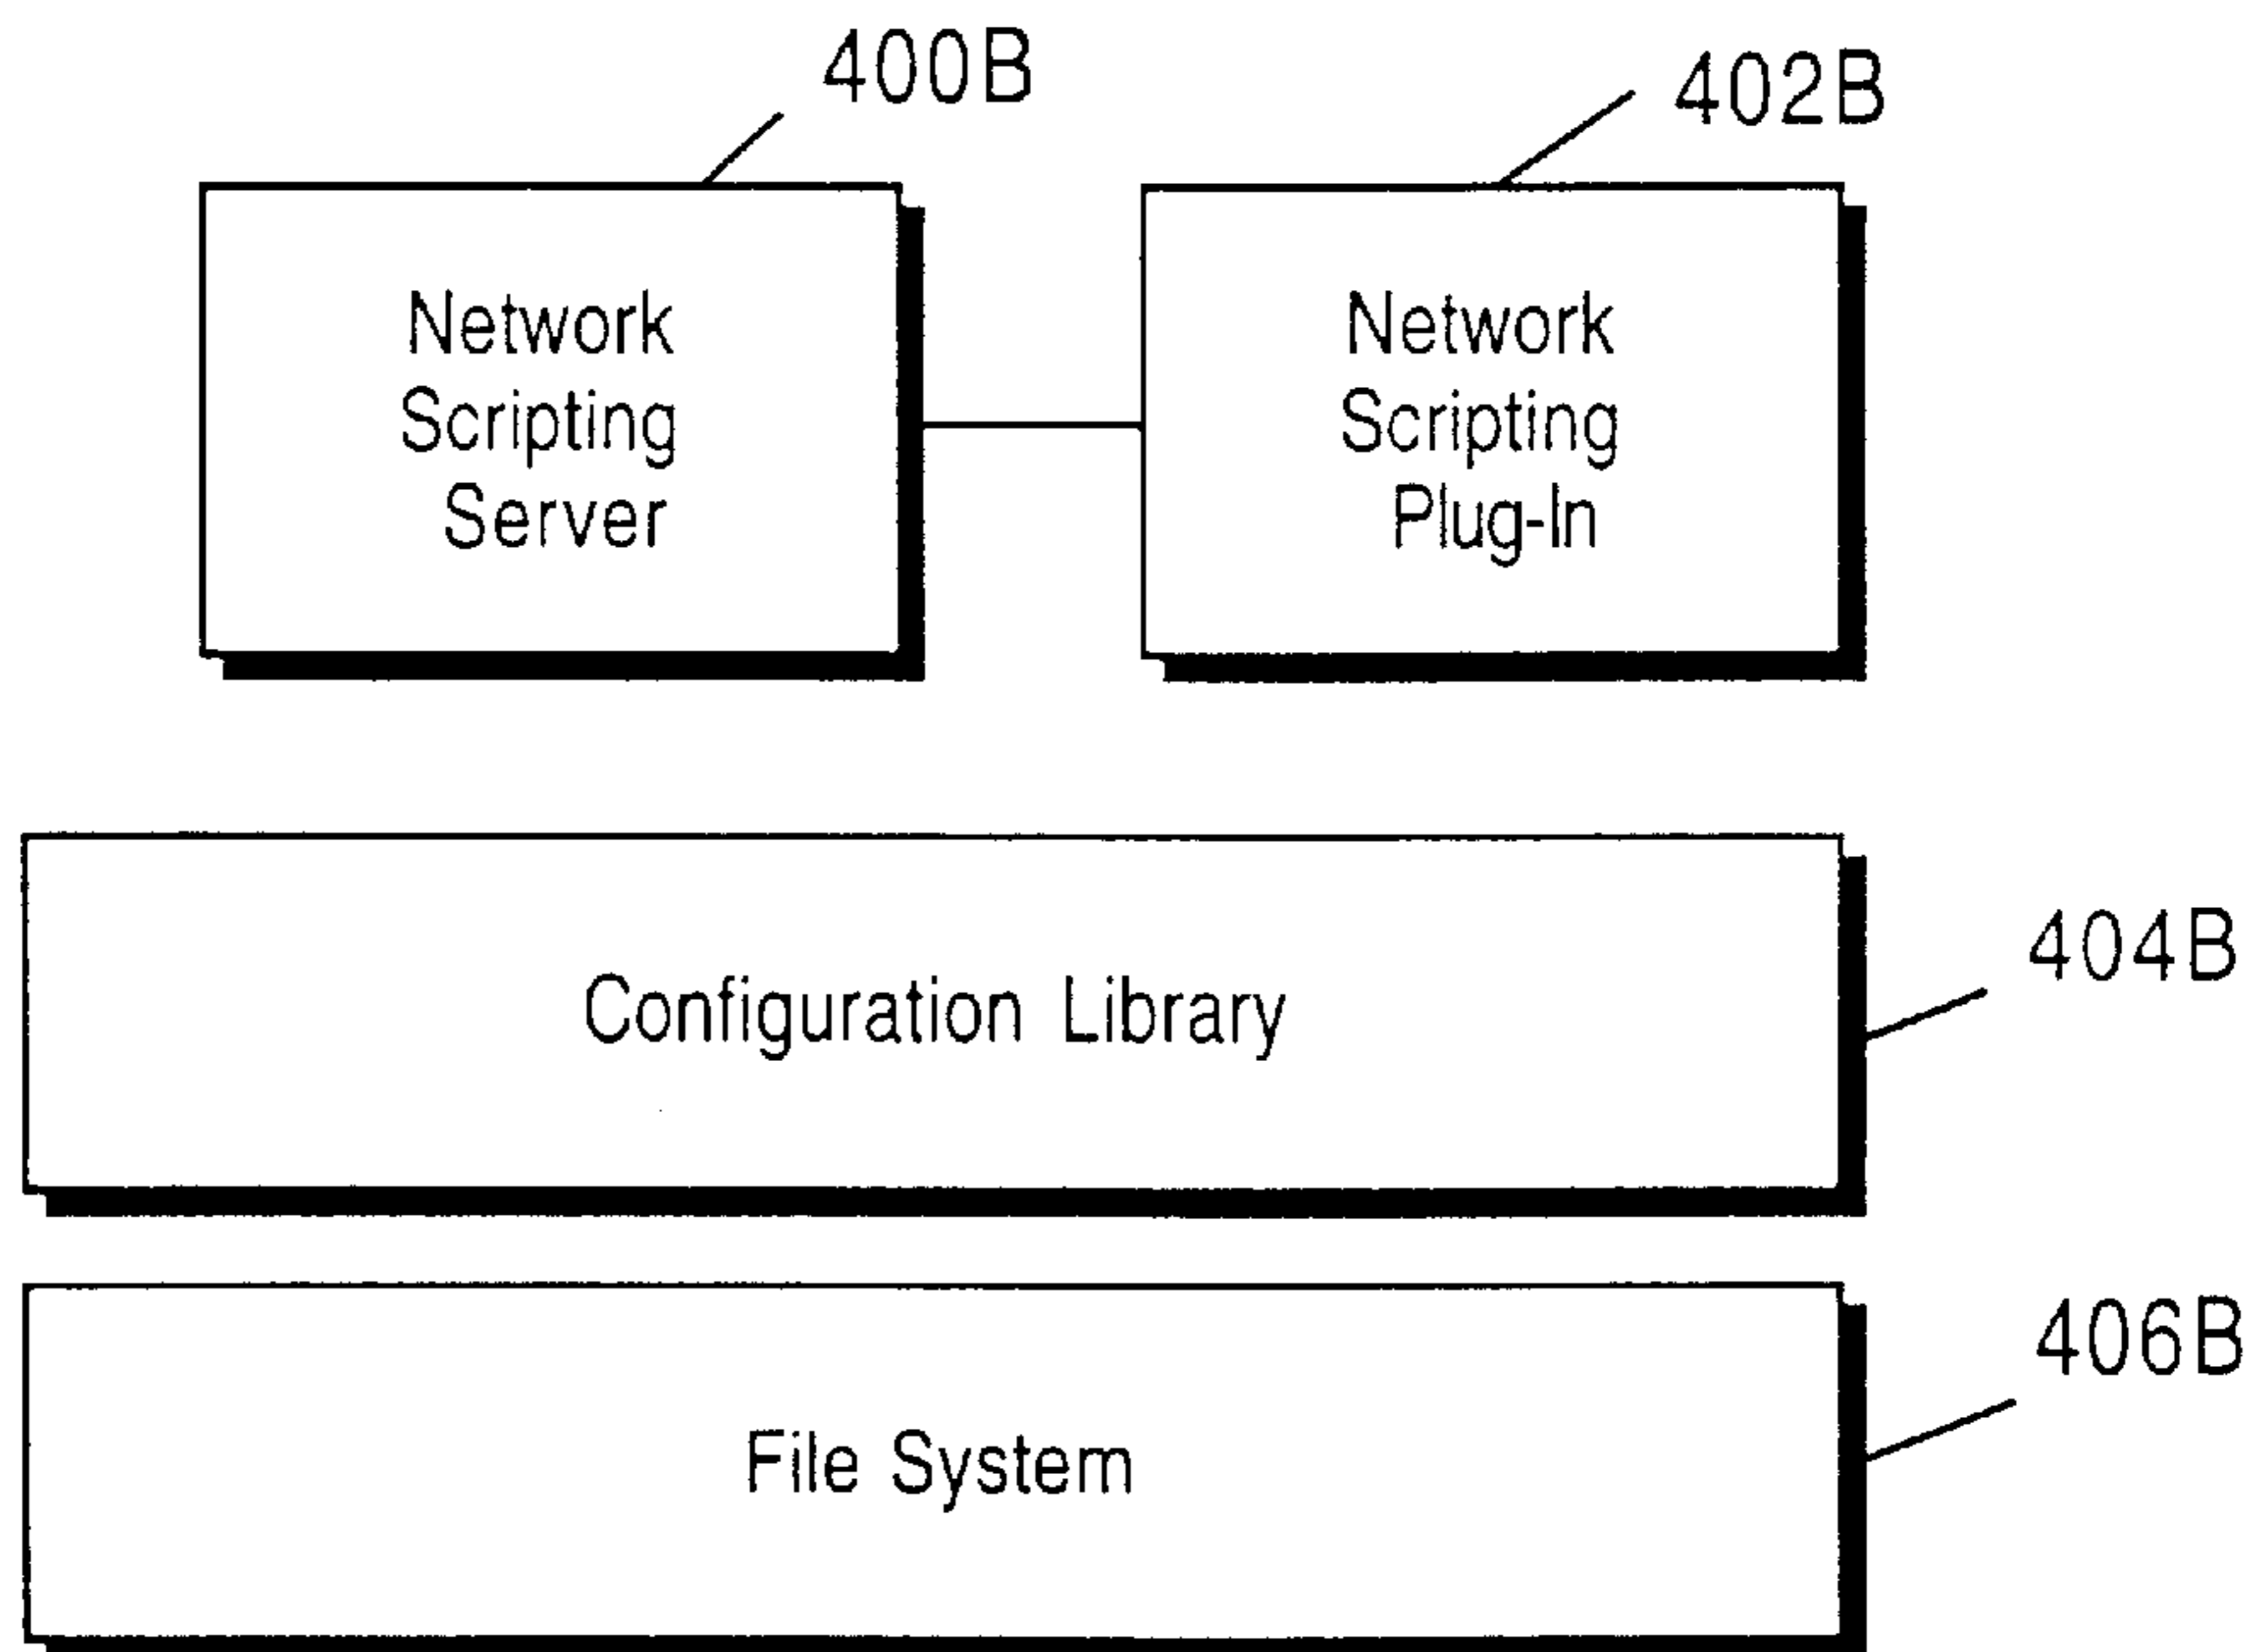 400B
402B
Network
Scripting
Server
Network
Scripting
Plug-In
404B
Configuration Library
406B
File System